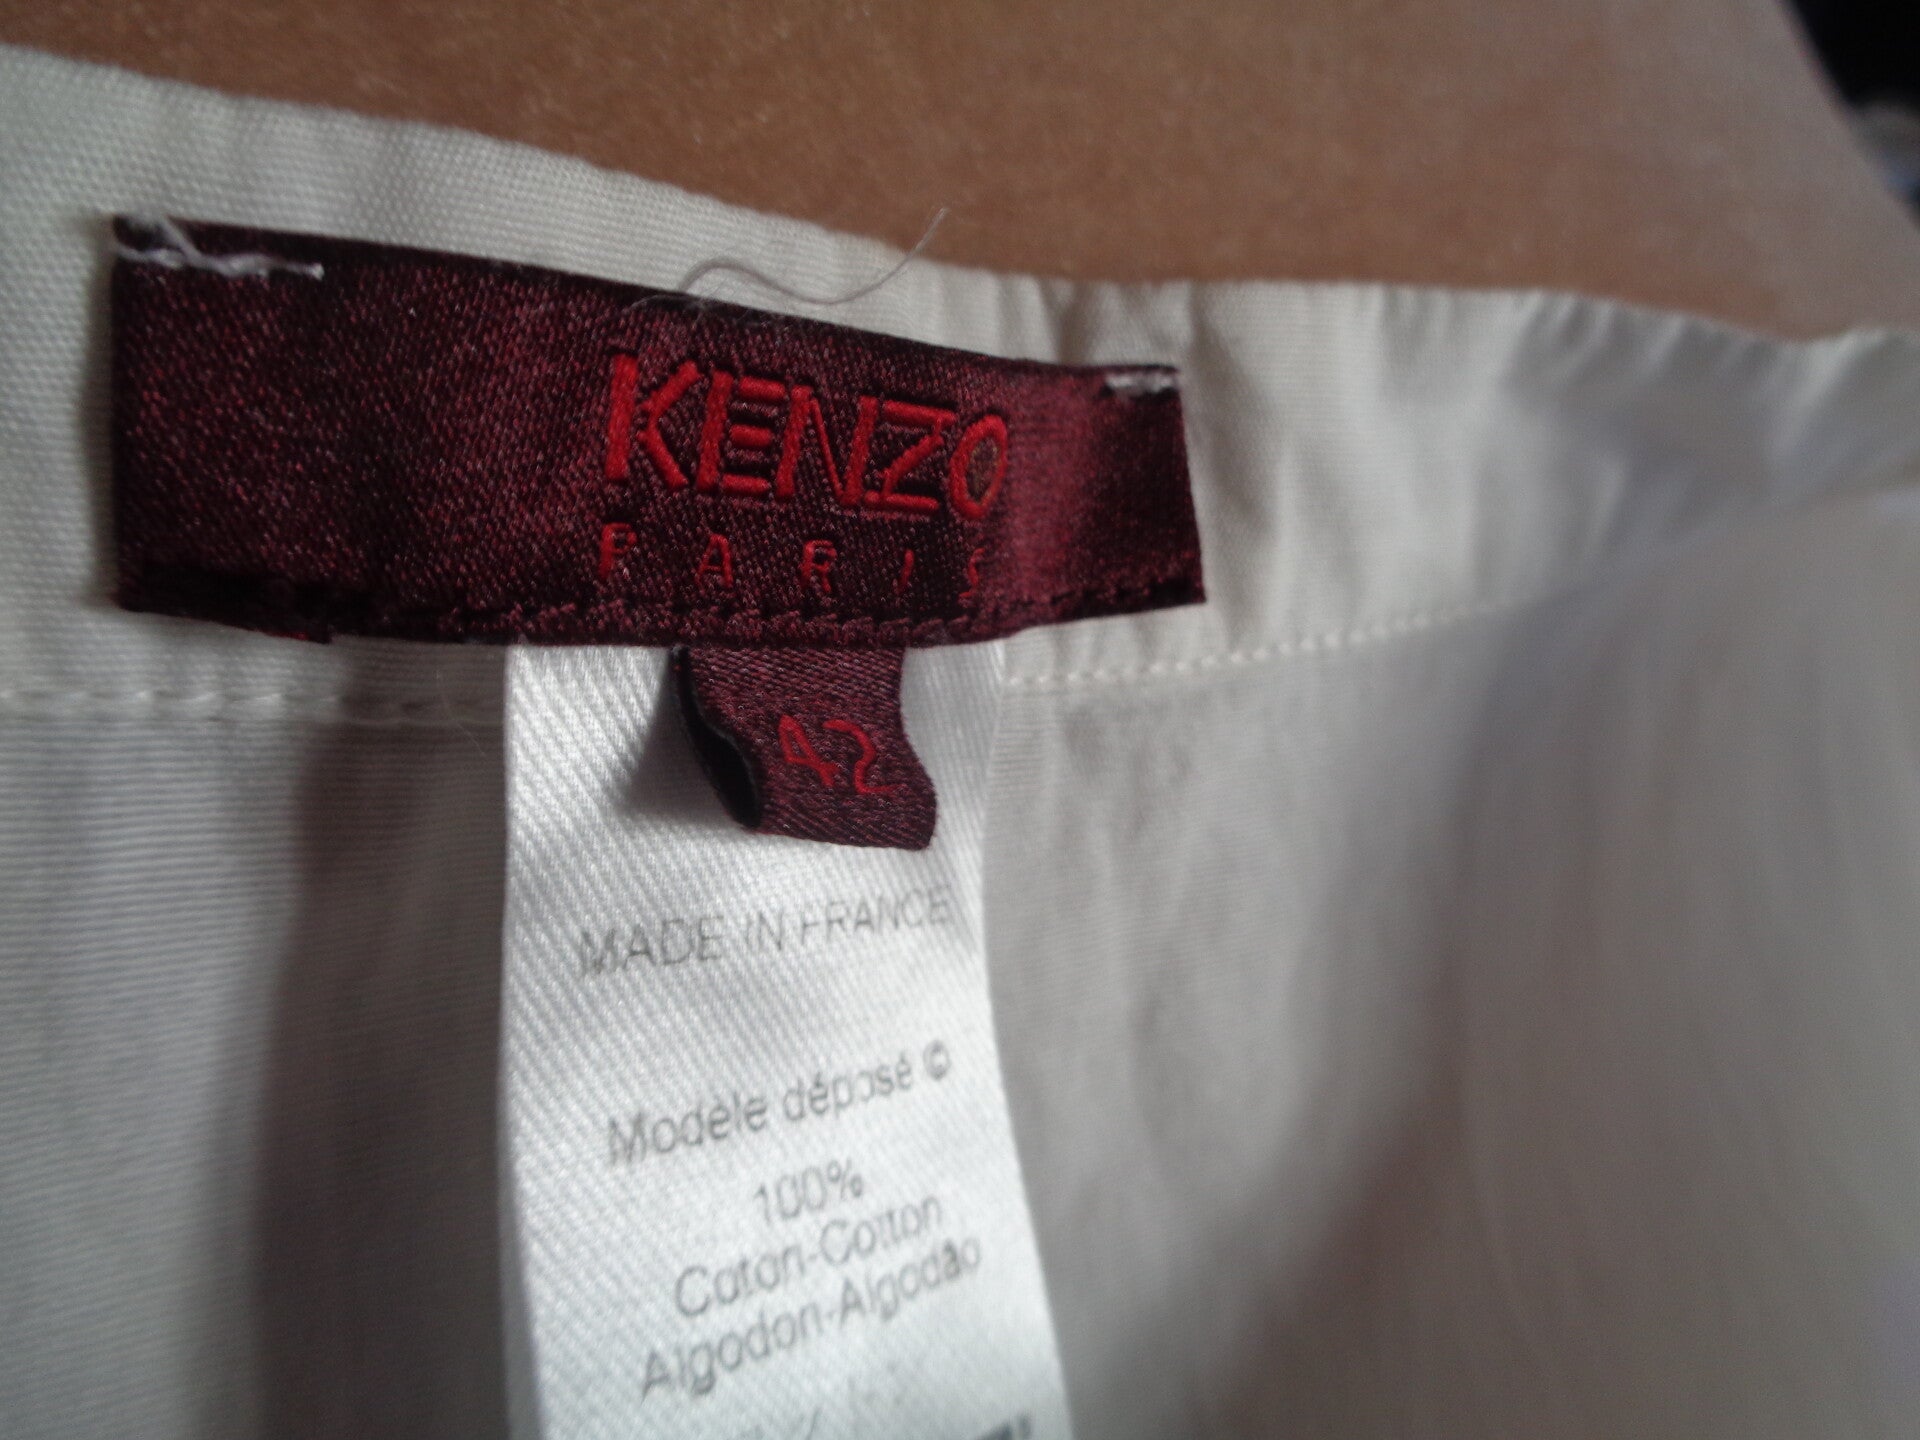 KENZO
PARIS
42
MADE IN FRANCE
Modèle déposé ©
100%
Coton-Cotton
Algodon-Algodão